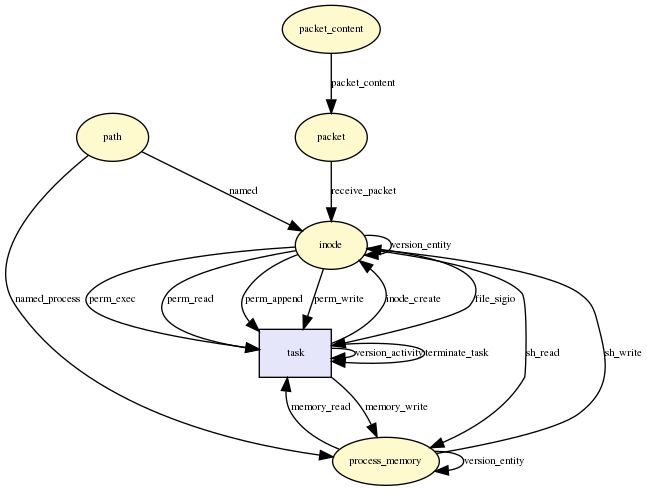 packet_content
packet_content
path
packet
named
receive_packet
inode
version_entity
named_process
perm_exec
perm_read
perm_append
perm_write
inode_create
file_sigio
task
version_activity
terminate_task
sh_read
sh_write
memory_read
memory_write
process_memory
version_entity